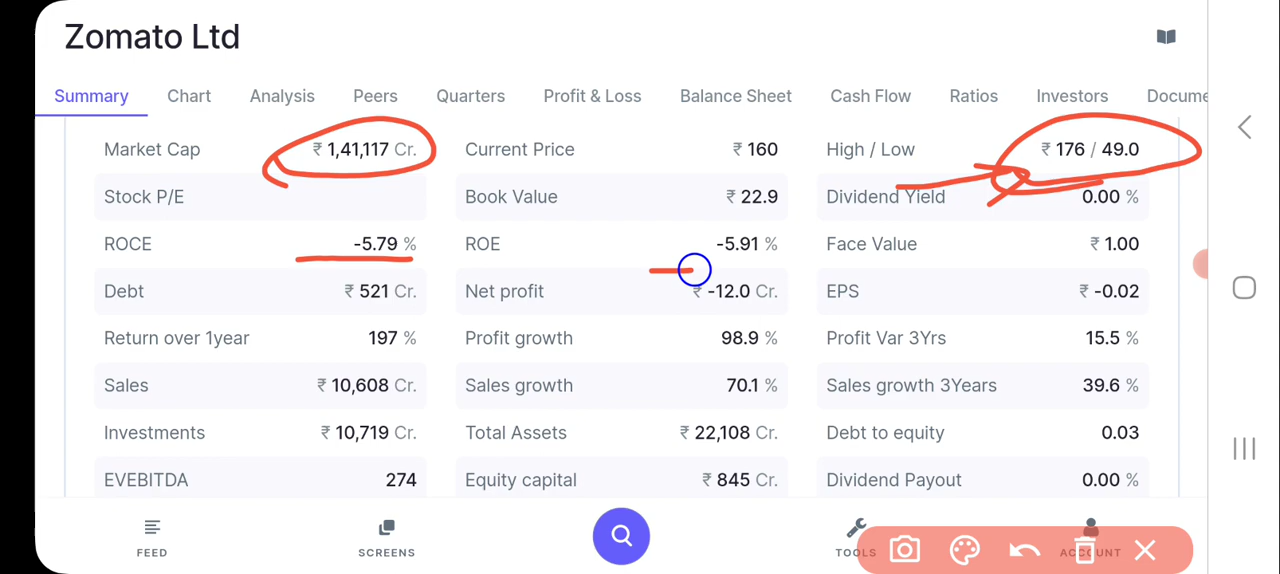 Zomato Ltd
Summary Chart Analysis Peers Quarters Profit & Loss Balance Sheet Cash Flow Ratios Investors Docume
Market Cap ₹ 1,41,117 Cr. Current Price ₹ 160 High / Low ₹ 176 / 49.0
Stock P/E Book Value ₹ 22.9 Dividend Yield 0.00 %
ROCE -5.79 % ROE -5.91 % Face Value ₹ 1.00
Debt ₹ 521 Cr. Net profit ₹ -12.0 Cr. EPS ₹ -0.02
Return over 1year 197 % Profit growth 98.9 % Profit Var 3Yrs 15.5 %
Sales ₹ 10,608 Cr. Sales growth 70.1 % Sales growth 3Years 39.6 %
Investments ₹ 10,719 Cr. Total Assets ₹ 22,108 Cr. Debt to equity 0.03
EVEBITDA 274 Equity capital ₹ 845 Cr. Dividend Payout 0.00 %
FEED SCREENS TOOLS ACCOUNT